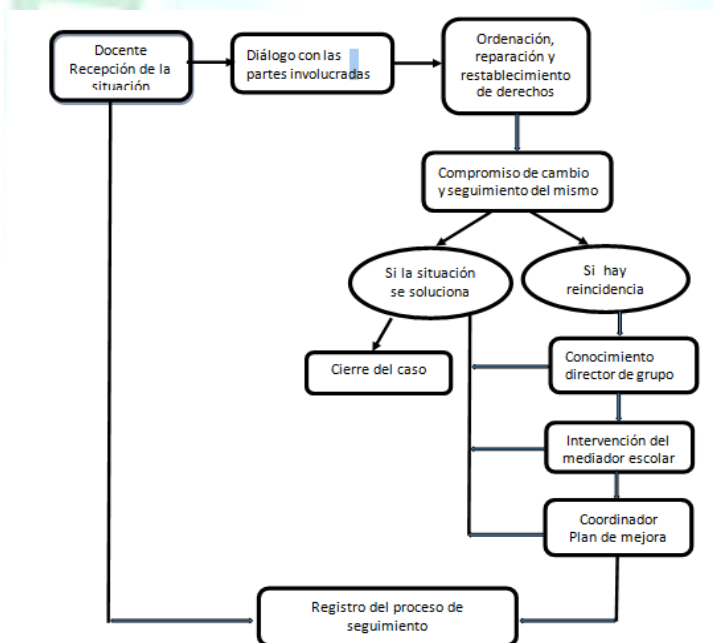 Docente
Recepción de la
situación
Diálogo con las
partes involucradas
Ordenación,
reparación y
restablecimiento
de derechos
Compromiso de cambio
y seguimiento del mismo
Si la situación
se soluciona
Si hay
reincidencia
Cierre del caso
Conocimiento
director de grupo
Intervención del
mediador escolar
Coordinador
Plan de mejora
Registro del proceso de
seguimiento